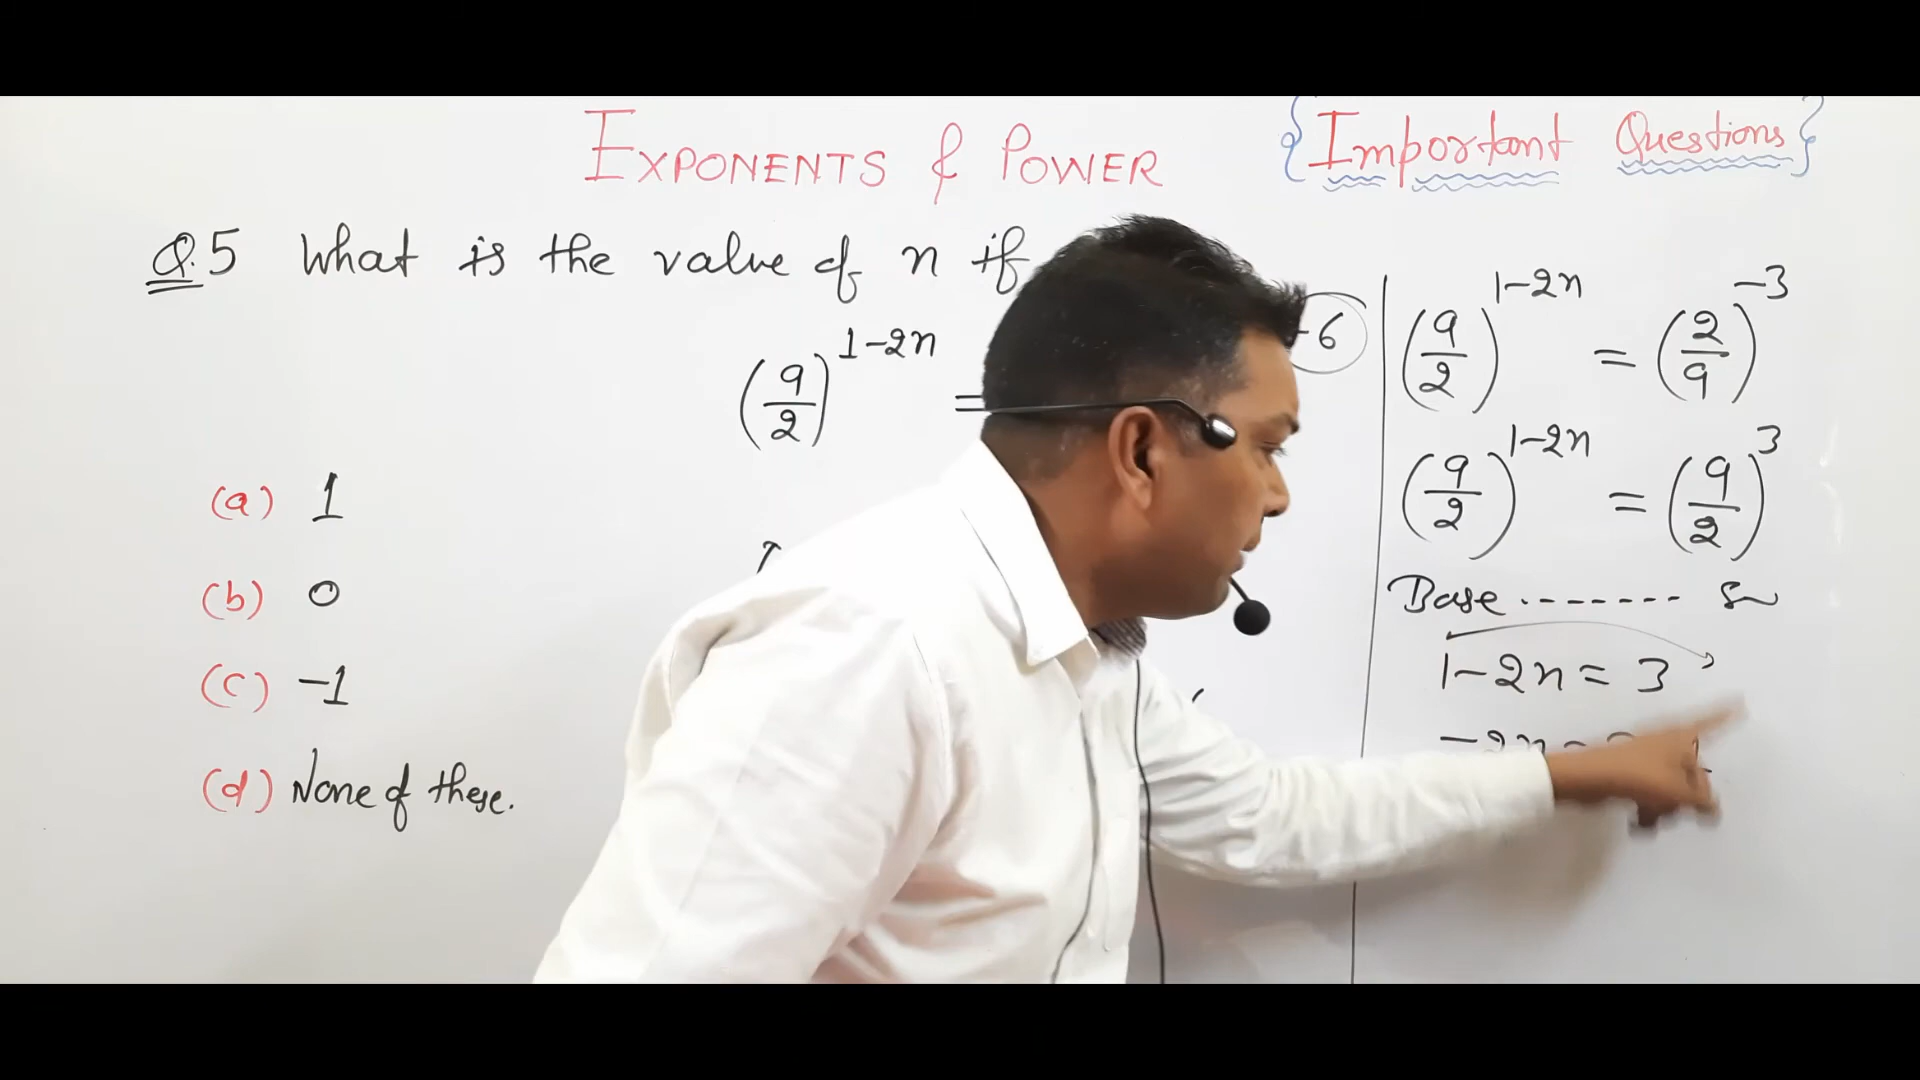 EXPONENTS & POWER
{Important Questions}
Q.5 What is the value of n if
(9/2)^1-2n =
-6
(a) 1
(b) 0
(c) -1
(d) None of these.
(9/2)^1-2n = (2/9)^-3
(9/2)^1-2n = (9/2)^3
Base .-------
1-2n = 3
-2n =